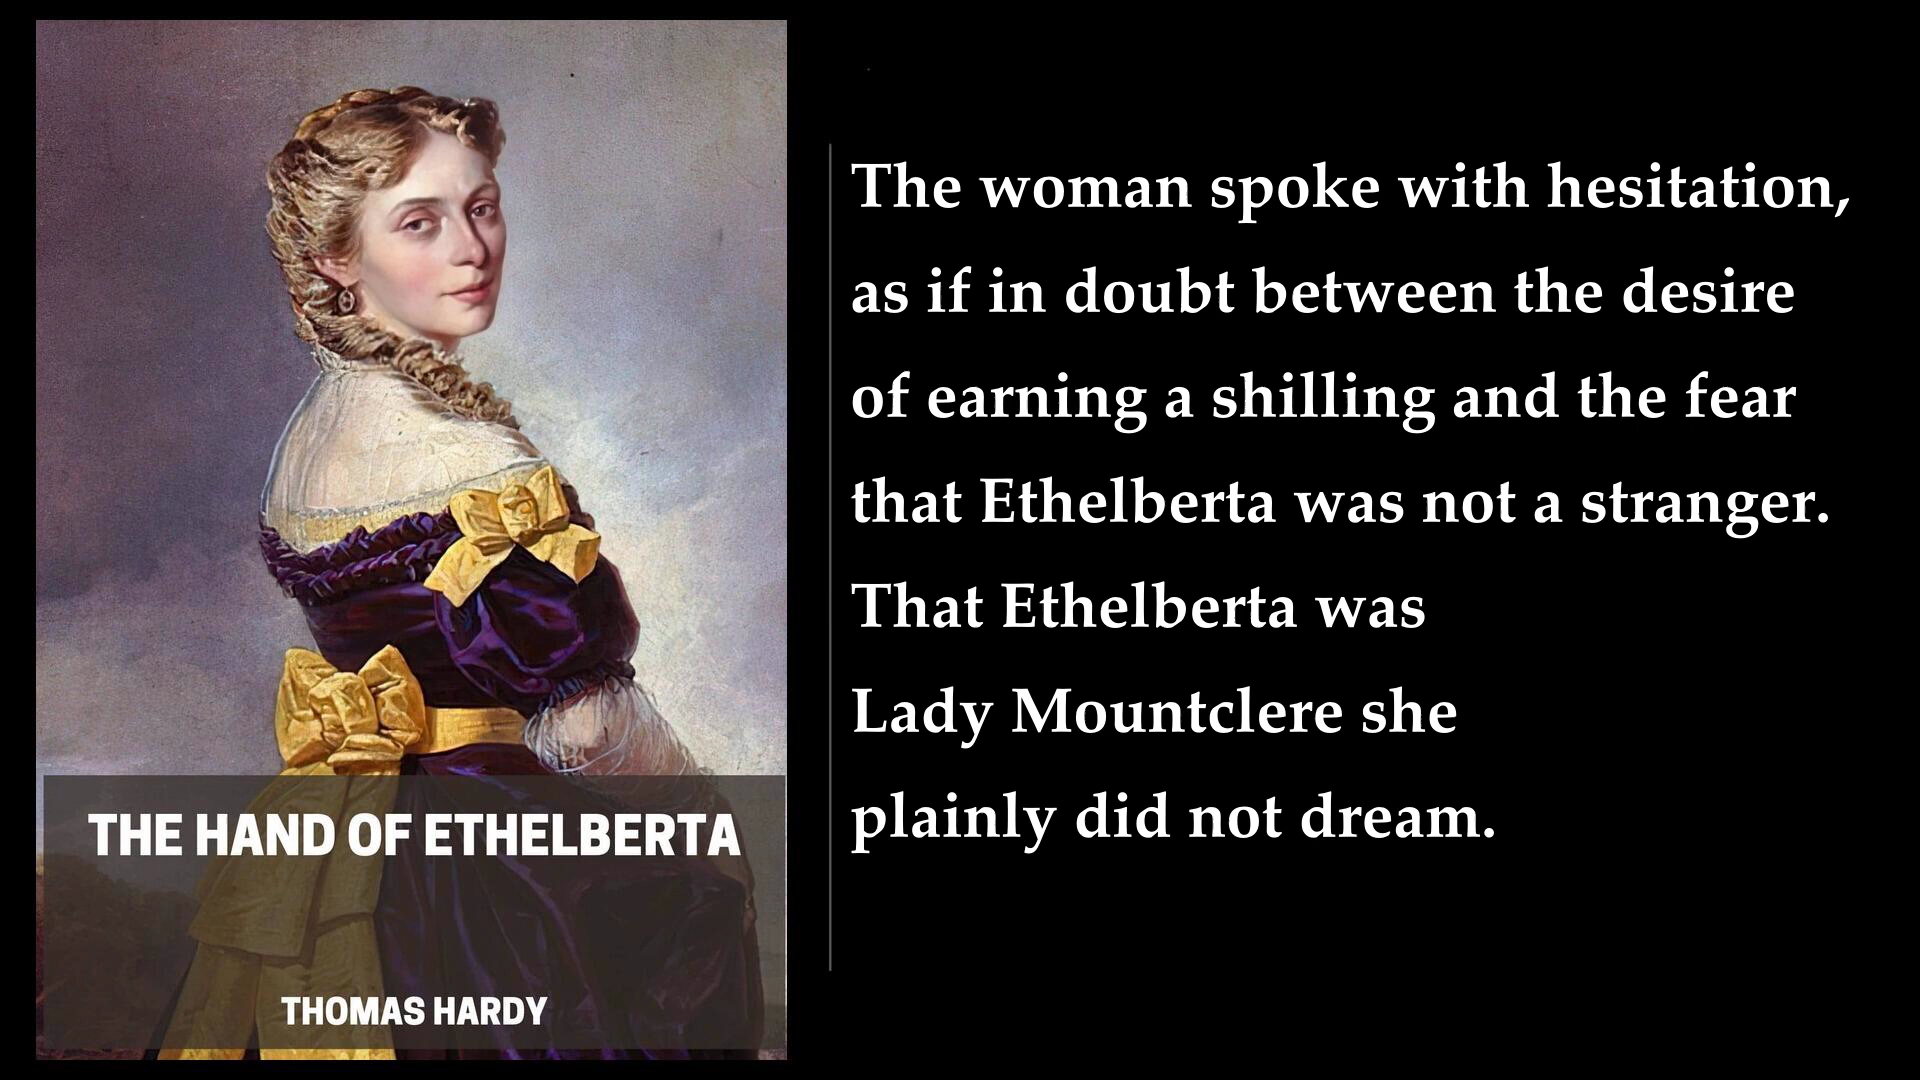 THE HAND OF ETHELBERTA
THOMAS HARDY
The woman spoke with hesitation,
as if in doubt between the desire
of earning a shilling and the fear
that Ethelberta was not a stranger.
That Ethelberta was
Lady Mountclere she
plainly did not dream.